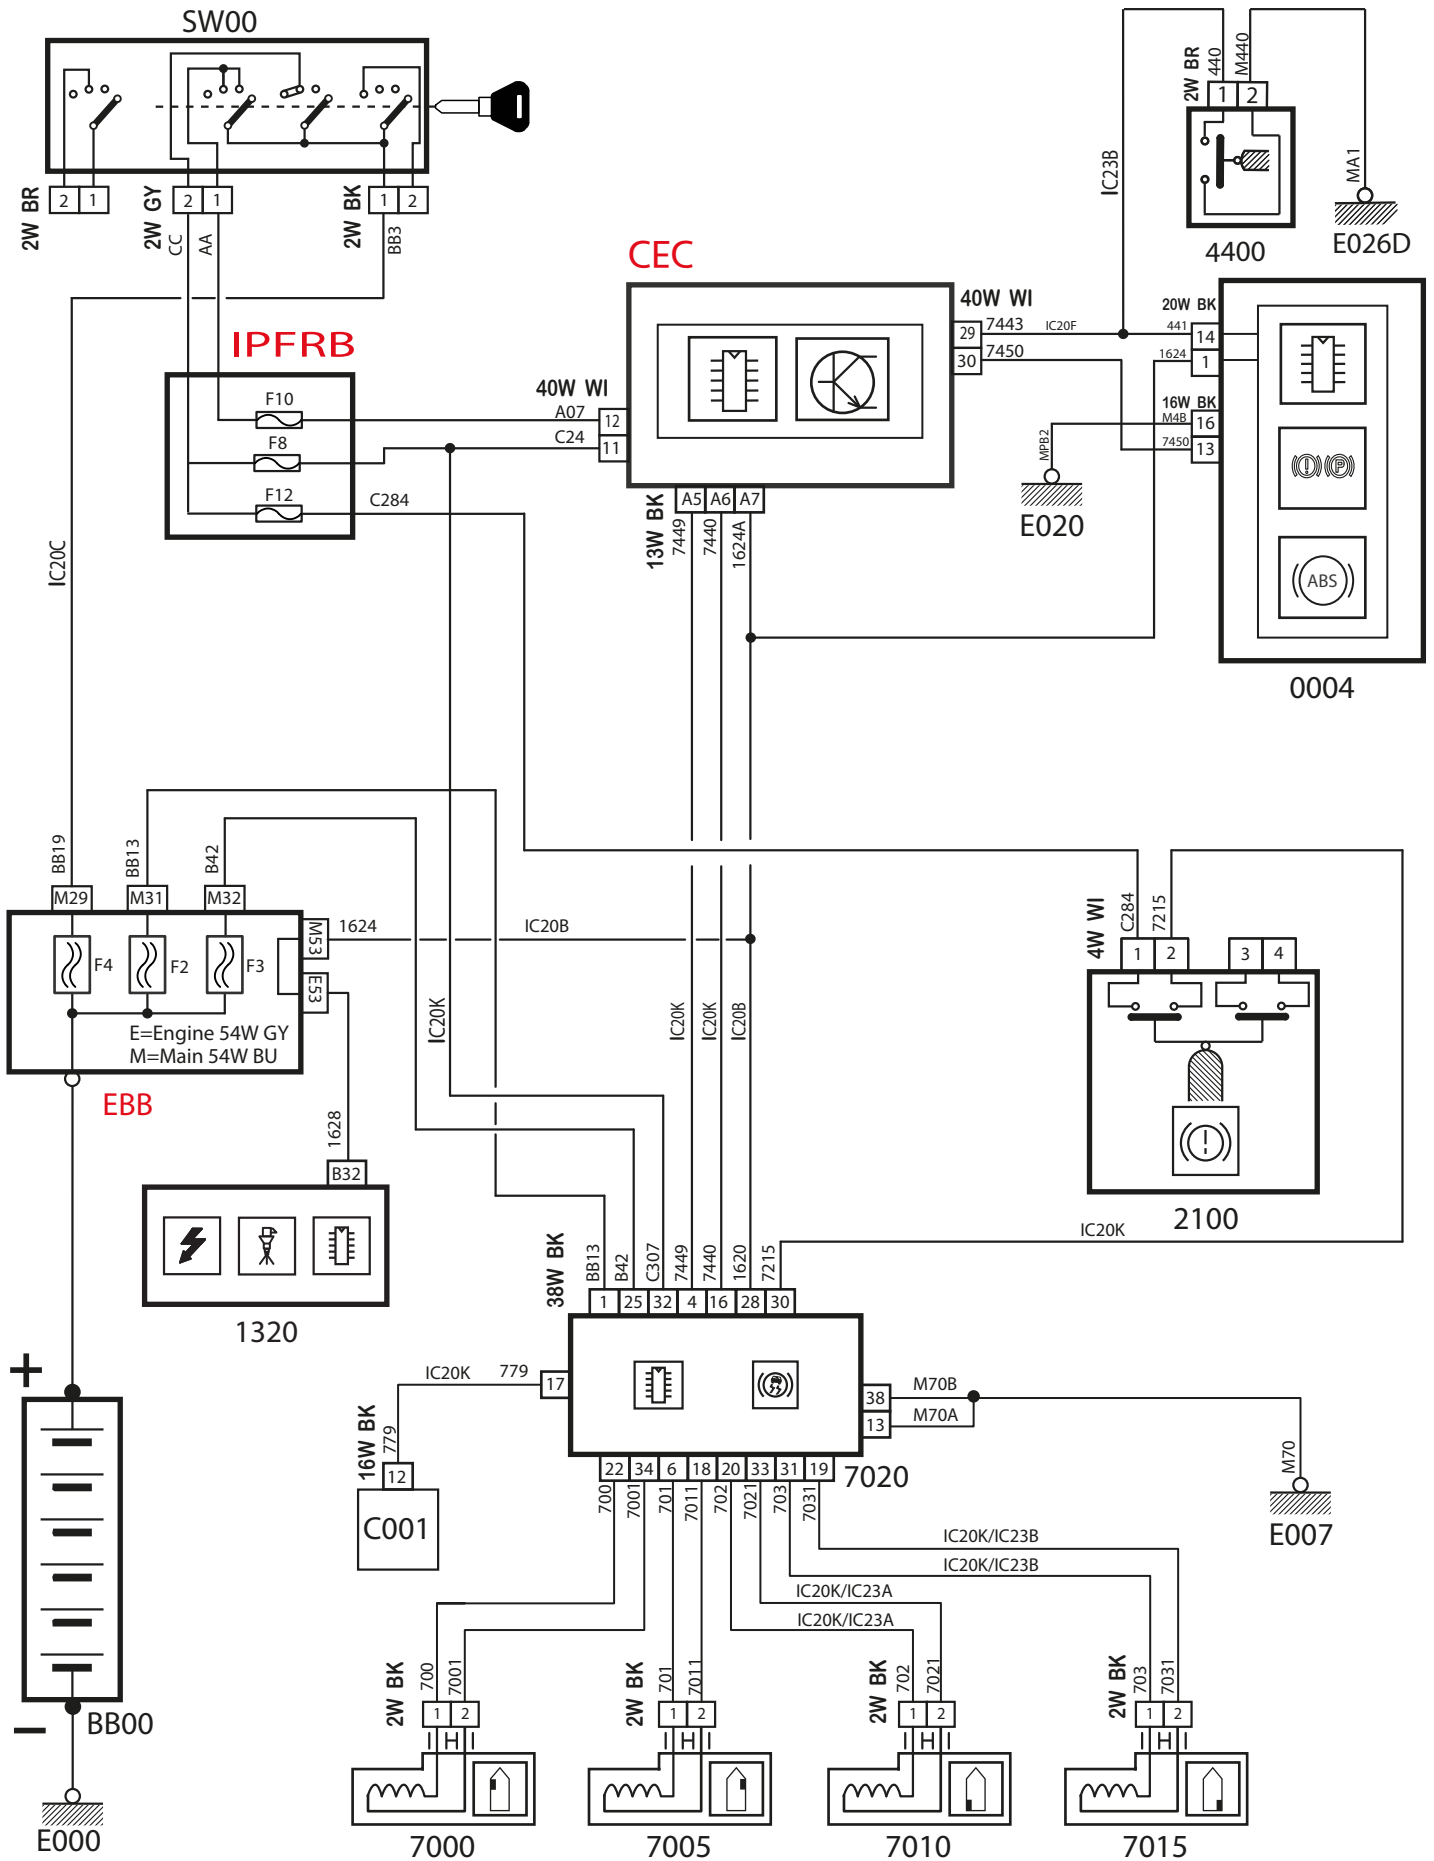 SW00
2W BR
2
1
2W GY
2
1
2W BK
1
2
CC
AA
BB3
IPFRB
F10
F8
F12
C284
IC20C
CEC
40W WI
A07
C24
12
11
40W WI
29
30
7443
IC20F
7450
13W BK
A5
A6
A7
7449
7440
1624A
2W BR
440
M440
1
2
4400
IC23B
MA1
E026D
20W BK
441
14
1624
1
16W BK
M4B
16
7450
13
MPB2
E020
ABS
P
0004
BB19
BB13
B42
M29
M31
M32
F4
F2
F3
M53
E53
1624
IC20B
E=Engine 54W GY
M=Main 54W BU
EBB
1628
B32
1320
IC20K
IC20K
IC20K
IC20B
4W WI
C284
7215
1
2
3
4
2100
IC20K
38W BK
BB13
B42
C307
7449
7440
1620
7215
1
25
32
4
16
28
30
IC20K
779
17
38
13
M70B
M70A
M70
E007
7020
16W BK
779
12
C001
22
34
6
18
20
33
31
19
700
7001
701
7011
702
7021
703
7031
IC20K/IC23B
IC20K/IC23B
IC20K/IC23A
IC20K/IC23A
+
−
BB00
E000
2W BK
700
7001
1
2
H
7000
2W BK
701
7011
1
2
H
7005
2W BK
702
7021
1
2
H
7010
2W BK
703
7031
1
2
H
7015